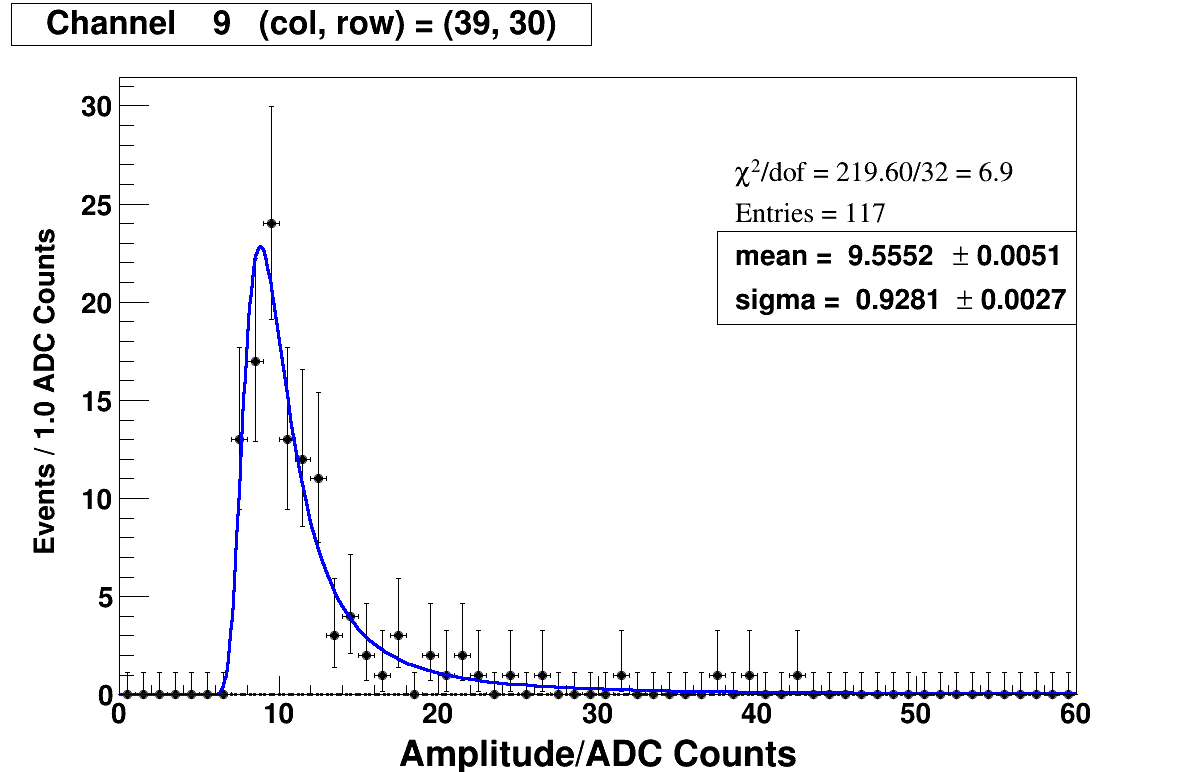 Channel 9 (col, row) = (39, 30)
χ²/dof = 219.60/32 = 6.9
Entries = 117
mean = 9.5552 ± 0.0051
sigma = 0.9281 ± 0.0027
Events / 1.0 ADC Counts
30
25
20
15
10
5
0
0 10 20 30 40 50 60
Amplitude/ADC Counts